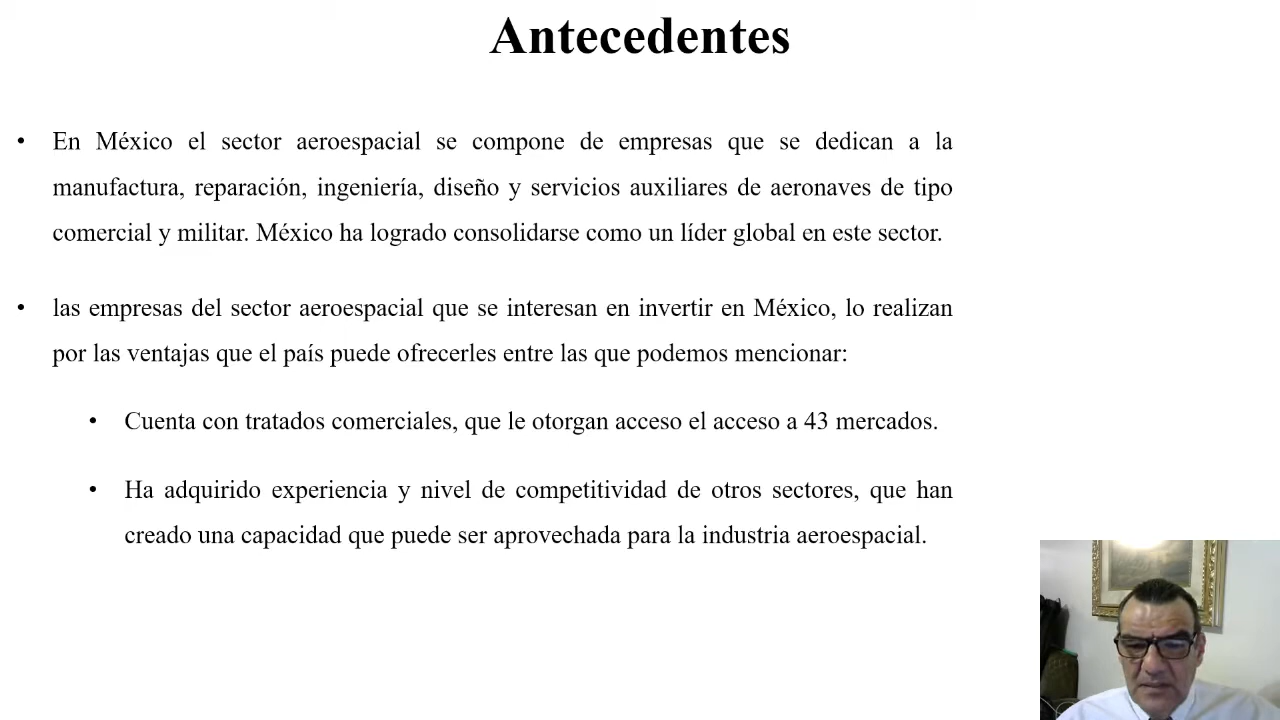 Antecedentes
• En México el sector aeroespacial se compone de empresas que se dedican a la
manufactura, reparación, ingeniería, diseño y servicios auxiliares de aeronaves de tipo
comercial y militar. México ha logrado consolidarse como un líder global en este sector.
• las empresas del sector aeroespacial que se interesan en invertir en México, lo realizan
por las ventajas que el país puede ofrecerles entre las que podemos mencionar:
• Cuenta con tratados comerciales, que le otorgan acceso el acceso a 43 mercados.
• Ha adquirido experiencia y nivel de competitividad de otros sectores, que han
creado una capacidad que puede ser aprovechada para la industria aeroespacial.